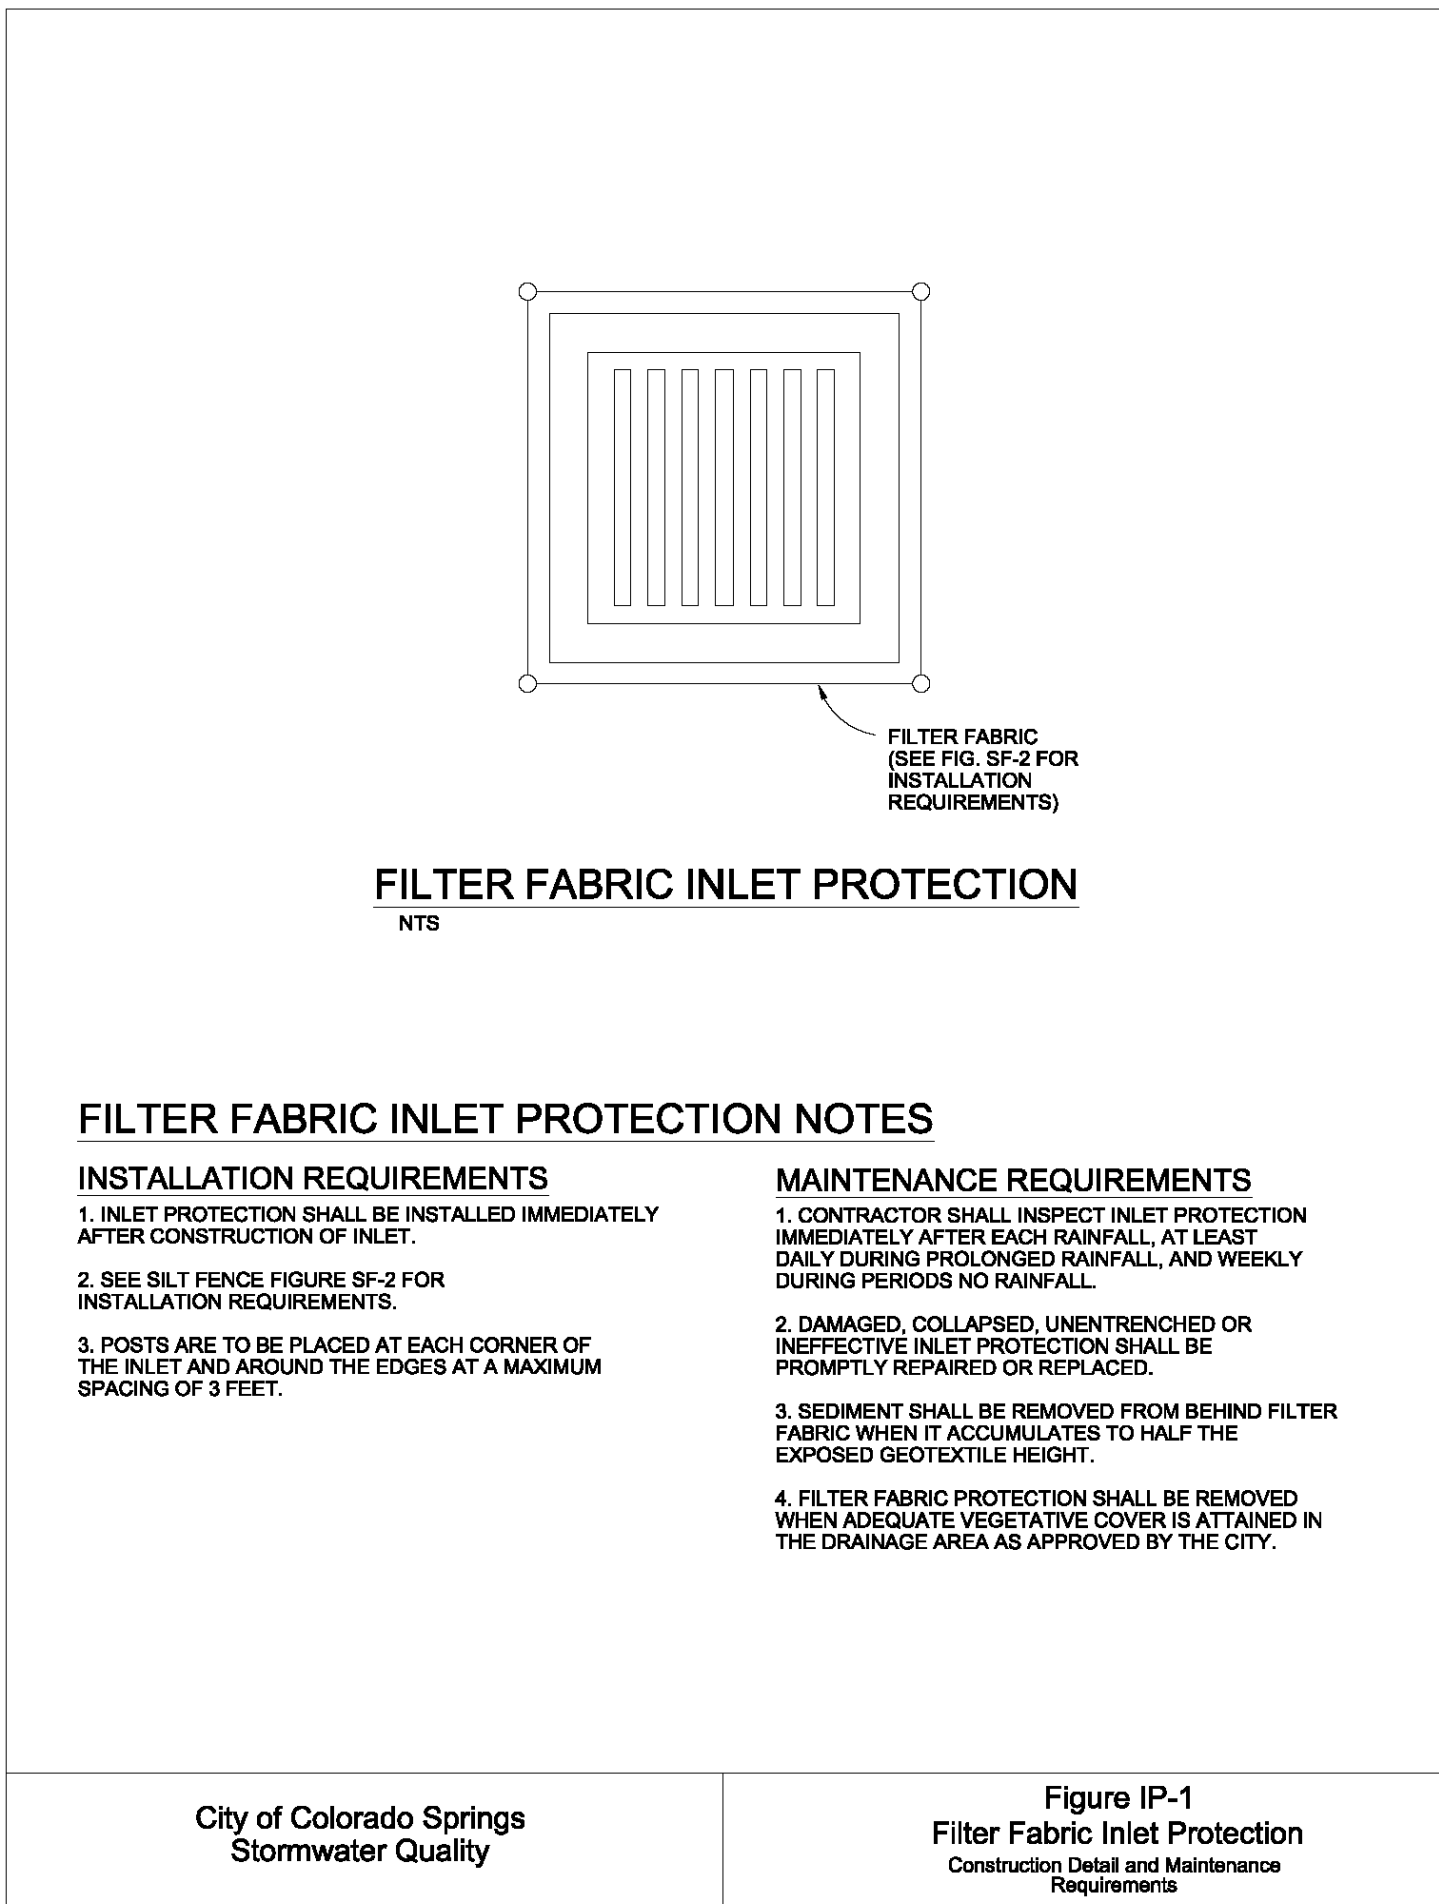 FILTER FABRIC
(SEE FIG. SF-2 FOR
INSTALLATION
REQUIREMENTS)
FILTER FABRIC INLET PROTECTION
NTS
FILTER FABRIC INLET PROTECTION NOTES
INSTALLATION REQUIREMENTS
1. INLET PROTECTION SHALL BE INSTALLED IMMEDIATELY
AFTER CONSTRUCTION OF INLET.
2. SEE SILT FENCE FIGURE SF-2 FOR
INSTALLATION REQUIREMENTS.
3. POSTS ARE TO BE PLACED AT EACH CORNER OF
THE INLET AND AROUND THE EDGES AT A MAXIMUM
SPACING OF 3 FEET.
MAINTENANCE REQUIREMENTS
1. CONTRACTOR SHALL INSPECT INLET PROTECTION
IMMEDIATELY AFTER EACH RAINFALL, AT LEAST
DAILY DURING PROLONGED RAINFALL, AND WEEKLY
DURING PERIODS NO RAINFALL.
2. DAMAGED, COLLAPSED, UNENTRENCHED OR
INEFFECTIVE INLET PROTECTION SHALL BE
PROMPTLY REPAIRED OR REPLACED.
3. SEDIMENT SHALL BE REMOVED FROM BEHIND FILTER
FABRIC WHEN IT ACCUMULATES TO HALF THE
EXPOSED GEOTEXTILE HEIGHT.
4. FILTER FABRIC PROTECTION SHALL BE REMOVED
WHEN ADEQUATE VEGETATIVE COVER IS ATTAINED IN
THE DRAINAGE AREA AS APPROVED BY THE CITY.
City of Colorado Springs
Stormwater Quality
Figure IP-1
Filter Fabric Inlet Protection
Construction Detail and Maintenance
Requirements